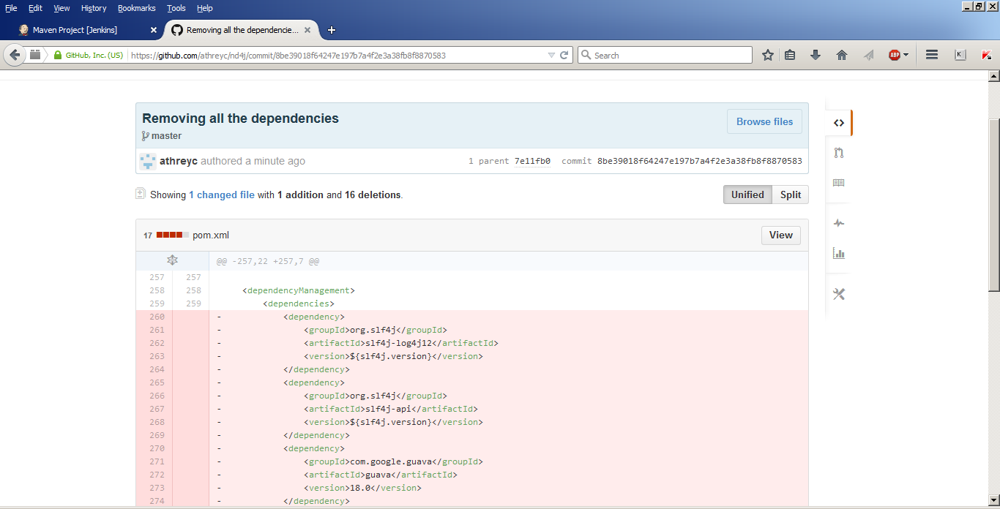 File Edit View History Bookmarks Tools Help
Maven Project [Jenkins] Removing all the dependencie...
GitHub, Inc. (US) https://github.com/athreyc/nd4j/commit/8be39018f64247e197b7a4f2e3a38fb8f8870583 Search ABP K
Removing all the dependencies Browse files
master
athreyc authored a minute ago 1 parent 7e11fb0 commit 8be39018f64247e197b7a4f2e3a38fb8f8870583
Showing 1 changed file with 1 addition and 16 deletions. Unified Split
17 pom.xml View
@@ -257,22 +257,7 @@
257 257
258 258 <dependencyManagement>
259 259 <dependencies>
260 - <dependency>
261 - <groupId>org.slf4j</groupId>
262 - <artifactId>slf4j-log4j12</artifactId>
263 - <version>${slf4j.version}</version>
264 - </dependency>
265 - <dependency>
266 - <groupId>org.slf4j</groupId>
267 - <artifactId>slf4j-api</artifactId>
268 - <version>${slf4j.version}</version>
269 - </dependency>
270 - <dependency>
271 - <groupId>com.google.guava</groupId>
272 - <artifactId>guava</artifactId>
273 - <version>18.0</version>
274 - </dependency>